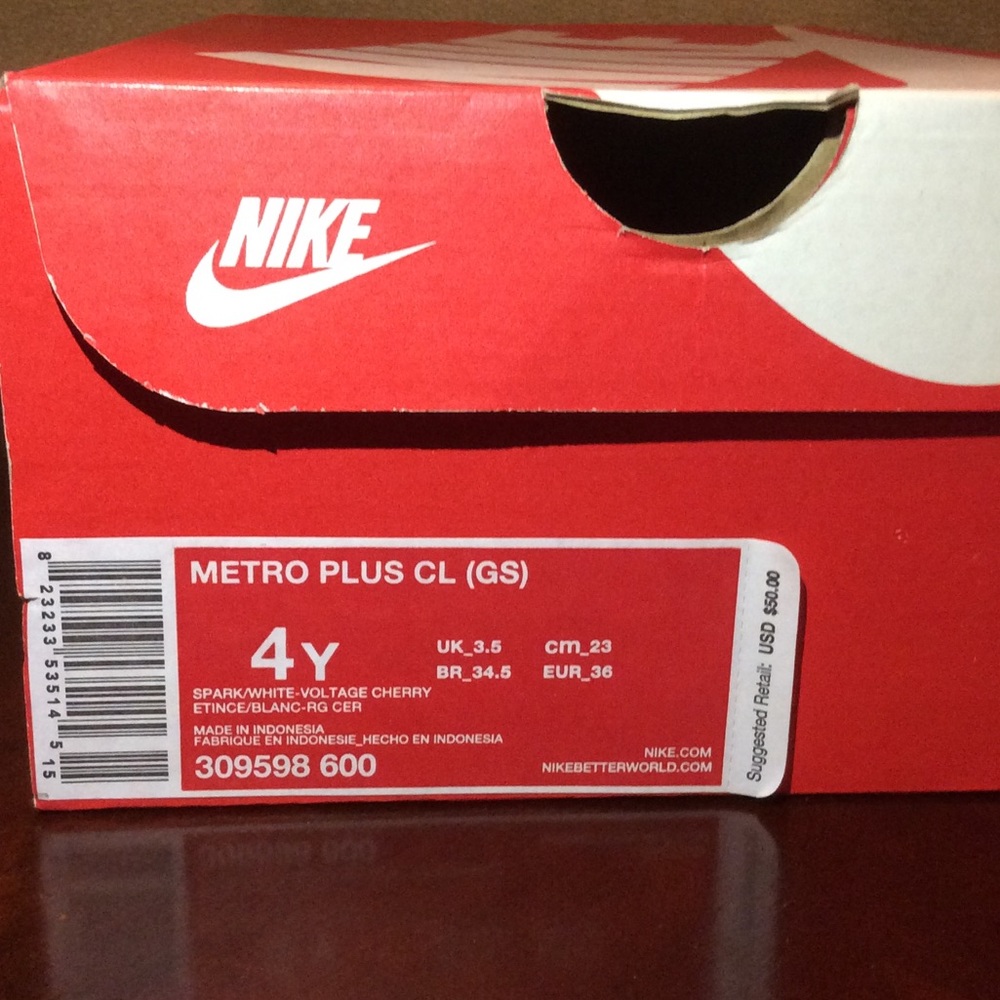 NIKE
METRO PLUS CL (GS)
4Y
UK_3.5 cm_23
BR_34.5 EUR_36
SPARK/WHITE-VOLTAGE CHERRY
ETINCE/BLANC-RG CER
MADE IN INDONESIA
FABRIQUE EN INDONESIE_HECHO EN INDONESIA
309598 600
NIKE.COM
NIKEBETTERWORLD.COM
8 23233 53514 5 15
Suggested Retail: USD $50.00